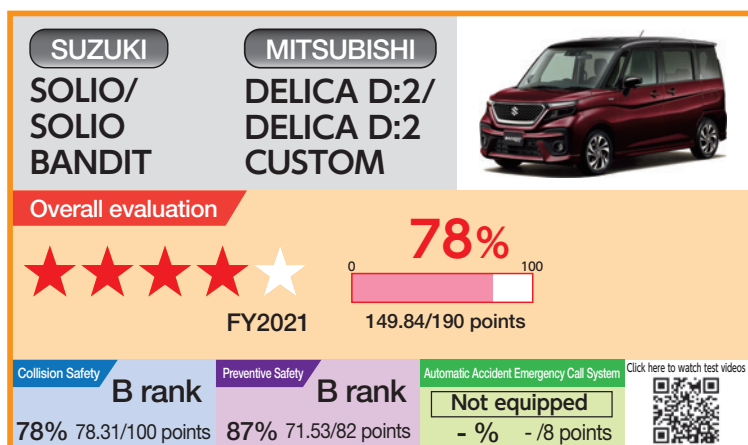 SUZUKI
SOLIO/
SOLIO
BANDIT
MITSUBISHI
DELICA D:2/
DELICA D:2
CUSTOM
Overall evaluation
78%
0
100
FY2021
149.84/190 points
Collision Safety
B rank
78% 78.31/100 points
Preventive Safety
B rank
87% 71.53/82 points
Automatic Accident Emergency Call System
Not equipped
- % - /8 points
Click here to watch test videos